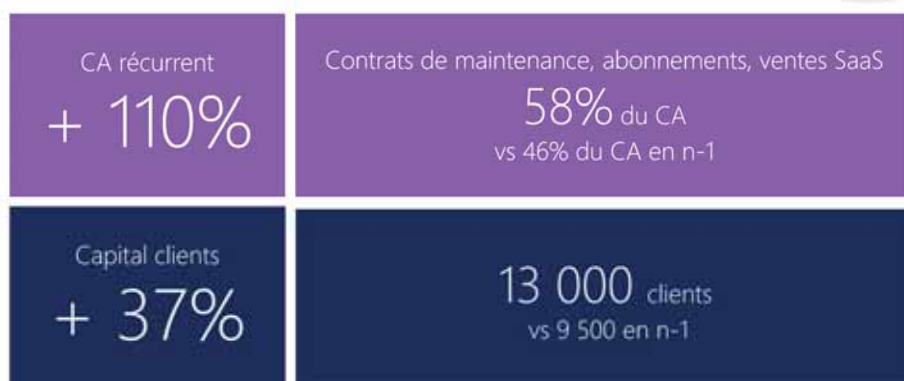 CA récurrent
+ 110%
Contrats de maintenance, abonnements, ventes SaaS
58% du CA
vs 46% du CA en n-1
Capital clients
+ 37%
13 000 clients
vs 9 500 en n-1